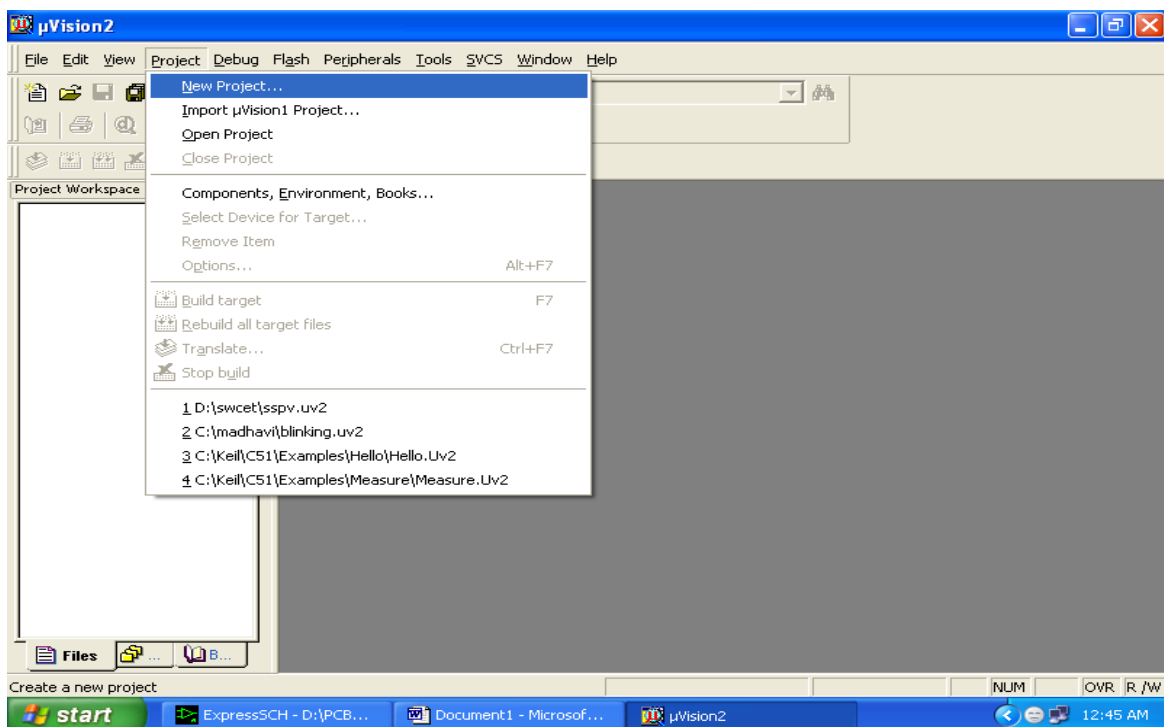 µVision2
File Edit View Project Debug Flash Peripherals Tools SVCS Window Help
New Project...
Import µVision1 Project...
Open Project
Close Project
Project Workspace
Components, Environment, Books...
Select Device for Target...
Remove Item
Options... Alt+F7
Build target F7
Rebuild all target files
Translate... Ctrl+F7
Stop build
1 D:\swcet\sspv.uv2
2 C:\madhavi\blinking.uv2
3 C:\Keil\C51\Examples\Hello\Hello.Uv2
4 C:\Keil\C51\Examples\Measure\Measure.Uv2
Files ... B...
Create a new project NUM OVR R/W
start ExpressSCH - D:\PCB... Document1 - Microsof... µVision2 12:45 AM